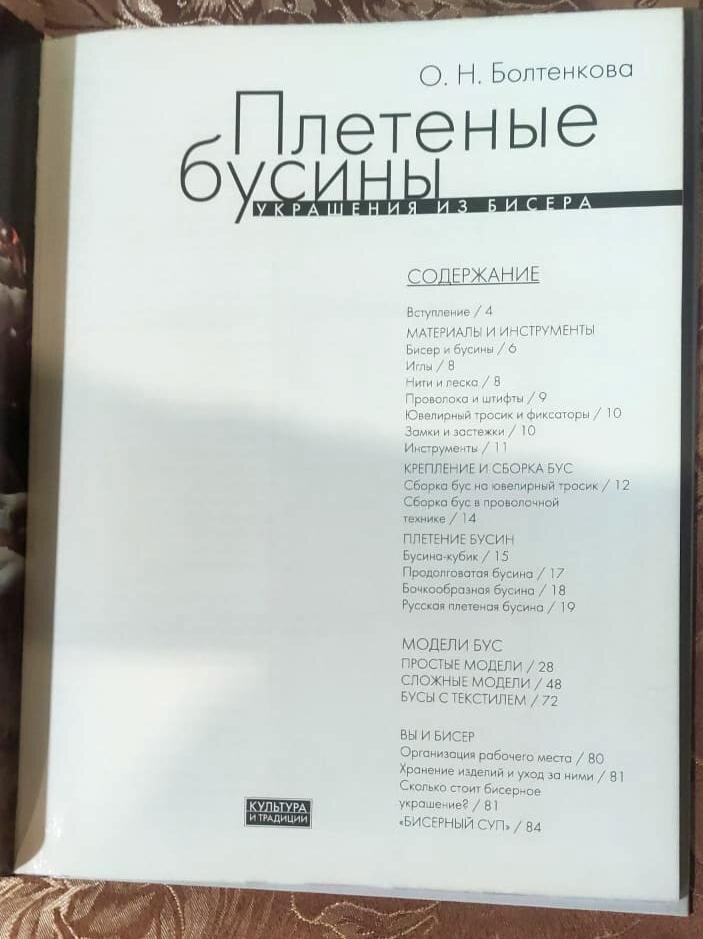 О. Н. Болтенкова
Плетеные
бусины
УКРАШЕНИЯ ИЗ БИСЕРА
СОДЕРЖАНИЕ
Вступление / 4
МАТЕРИАЛЫ И ИНСТРУМЕНТЫ
Бисер и бусины / 6
Иглы / 8
Нити и леска / 8
Проволока и штифты / 9
Ювелирный тросик и фиксаторы / 10
Замки и застежки / 10
Инструменты / 11
КРЕПЛЕНИЕ И СБОРКА БУС
Сборка бус на ювелирный тросик / 12
Сборка бус в проволочной
технике / 14
ПЛЕТЕНИЕ БУСИН
Бусина-кубик / 15
Продолговатая бусина / 17
Бочкообразная бусина / 18
Русская плетеная бусина / 19
МОДЕЛИ БУС
ПРОСТЫЕ МОДЕЛИ / 28
СЛОЖНЫЕ МОДЕЛИ / 48
БУСЫ С ТЕКСТИЛЕМ / 72
ВЫ И БИСЕР
Организация рабочего места / 80
Хранение изделий и уход за ними / 81
Сколько стоит бисерное
украшение? / 81
«БИСЕРНЫЙ СУП» / 84
КУЛЬТУРА
И ТРАДИЦИИ